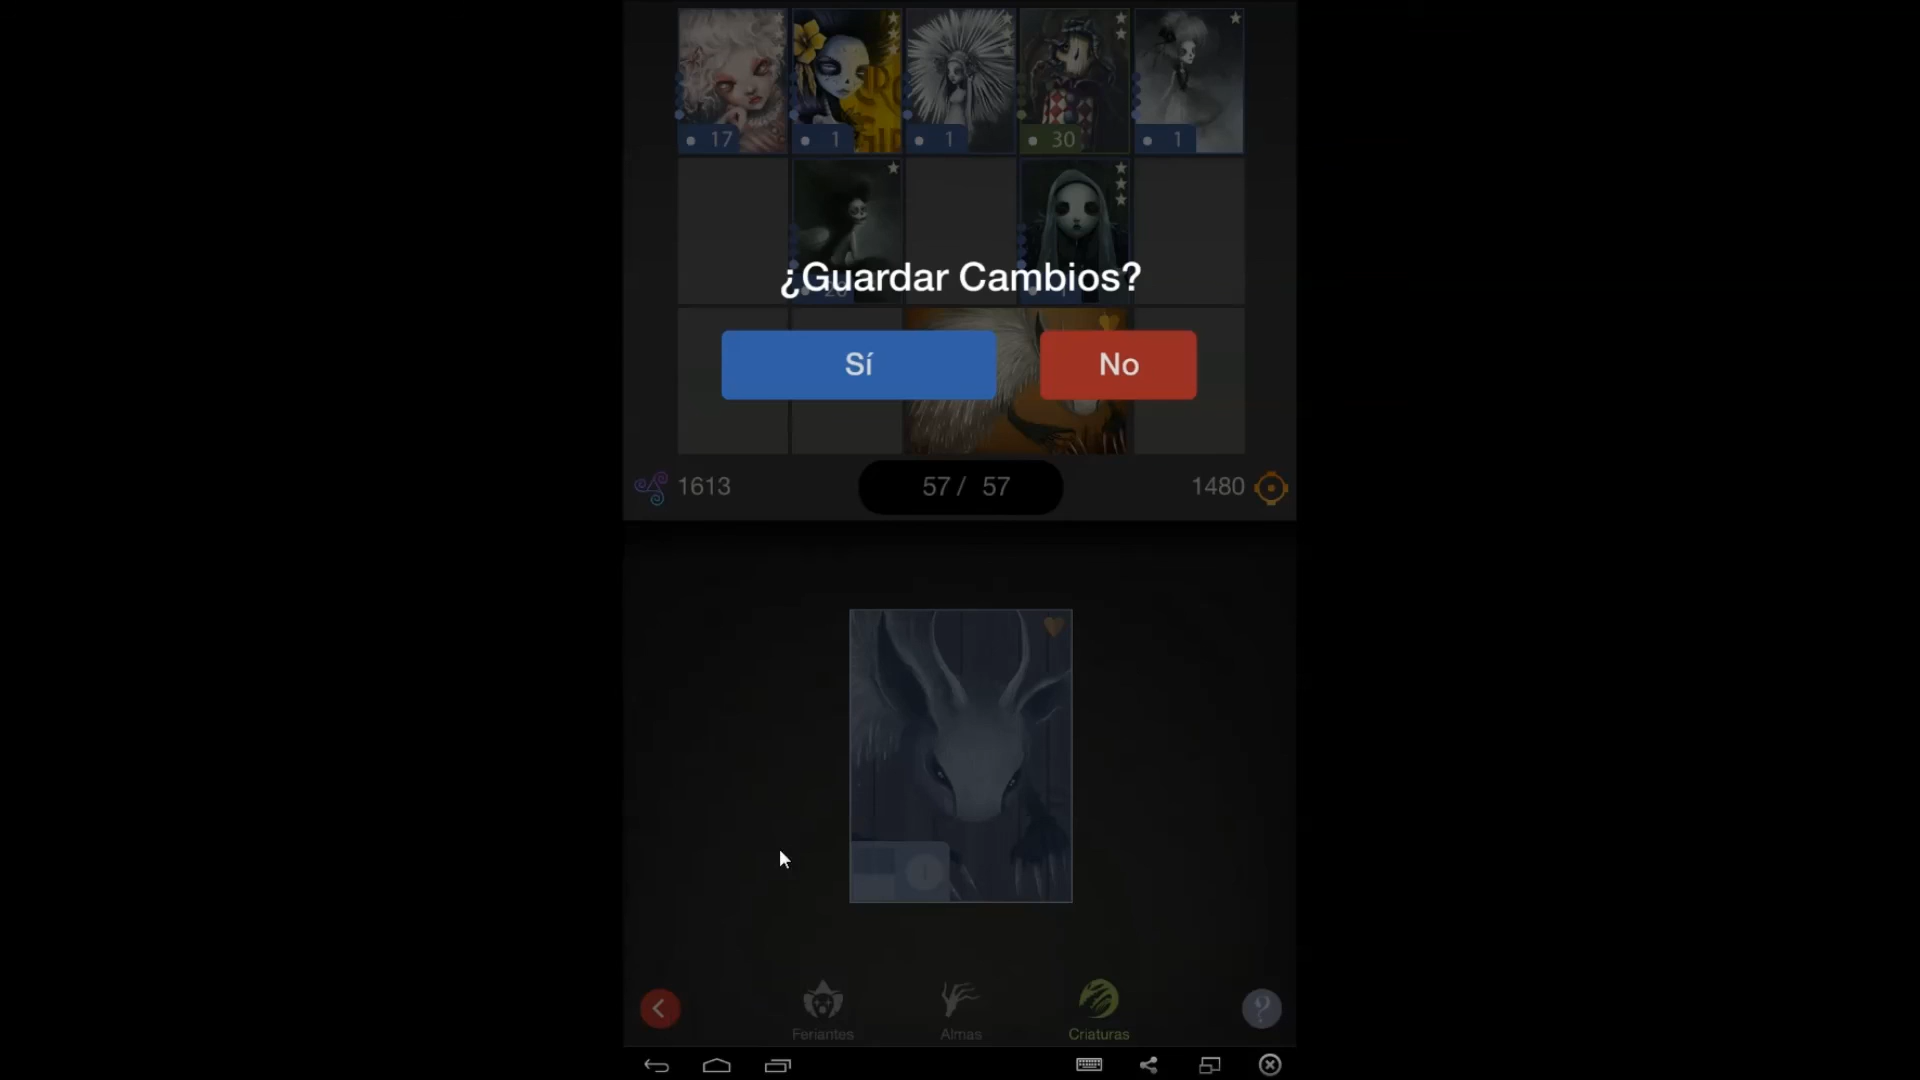 17
1
1
30
1
¿Guardar Cambios?
Sí
No
1613
57 / 57
1480
Feriantes
Almas
Criaturas